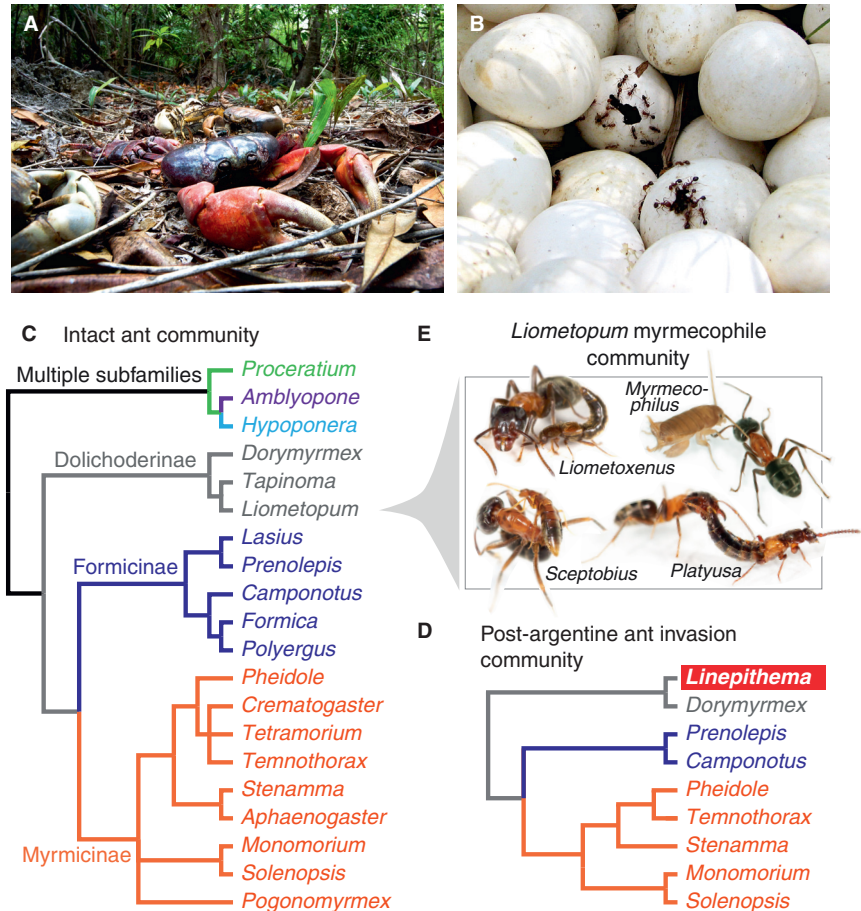 A
B
C Intact ant community
Multiple subfamilies
Proceratium
Amblyopone
Hypoponera
Dolichoderinae
Dorymyrmex
Tapinoma
Liometopum
Formicinae
Lasius
Prenolepis
Camponotus
Formica
Polyergus
Pheidole
Crematogaster
Tetramorium
Temnothorax
Stenamma
Aphaenogaster
Myrmicinae
Monomorium
Solenopsis
Pogonomyrmex
E Liometopum myrmecophile
community
Myrmeco-
philus
Liometoxenus
Sceptobius
Platyusa
D Post-argentine ant invasion
community
Linepithema
Dorymyrmex
Prenolepis
Camponotus
Pheidole
Temnothorax
Stenamma
Monomorium
Solenopsis